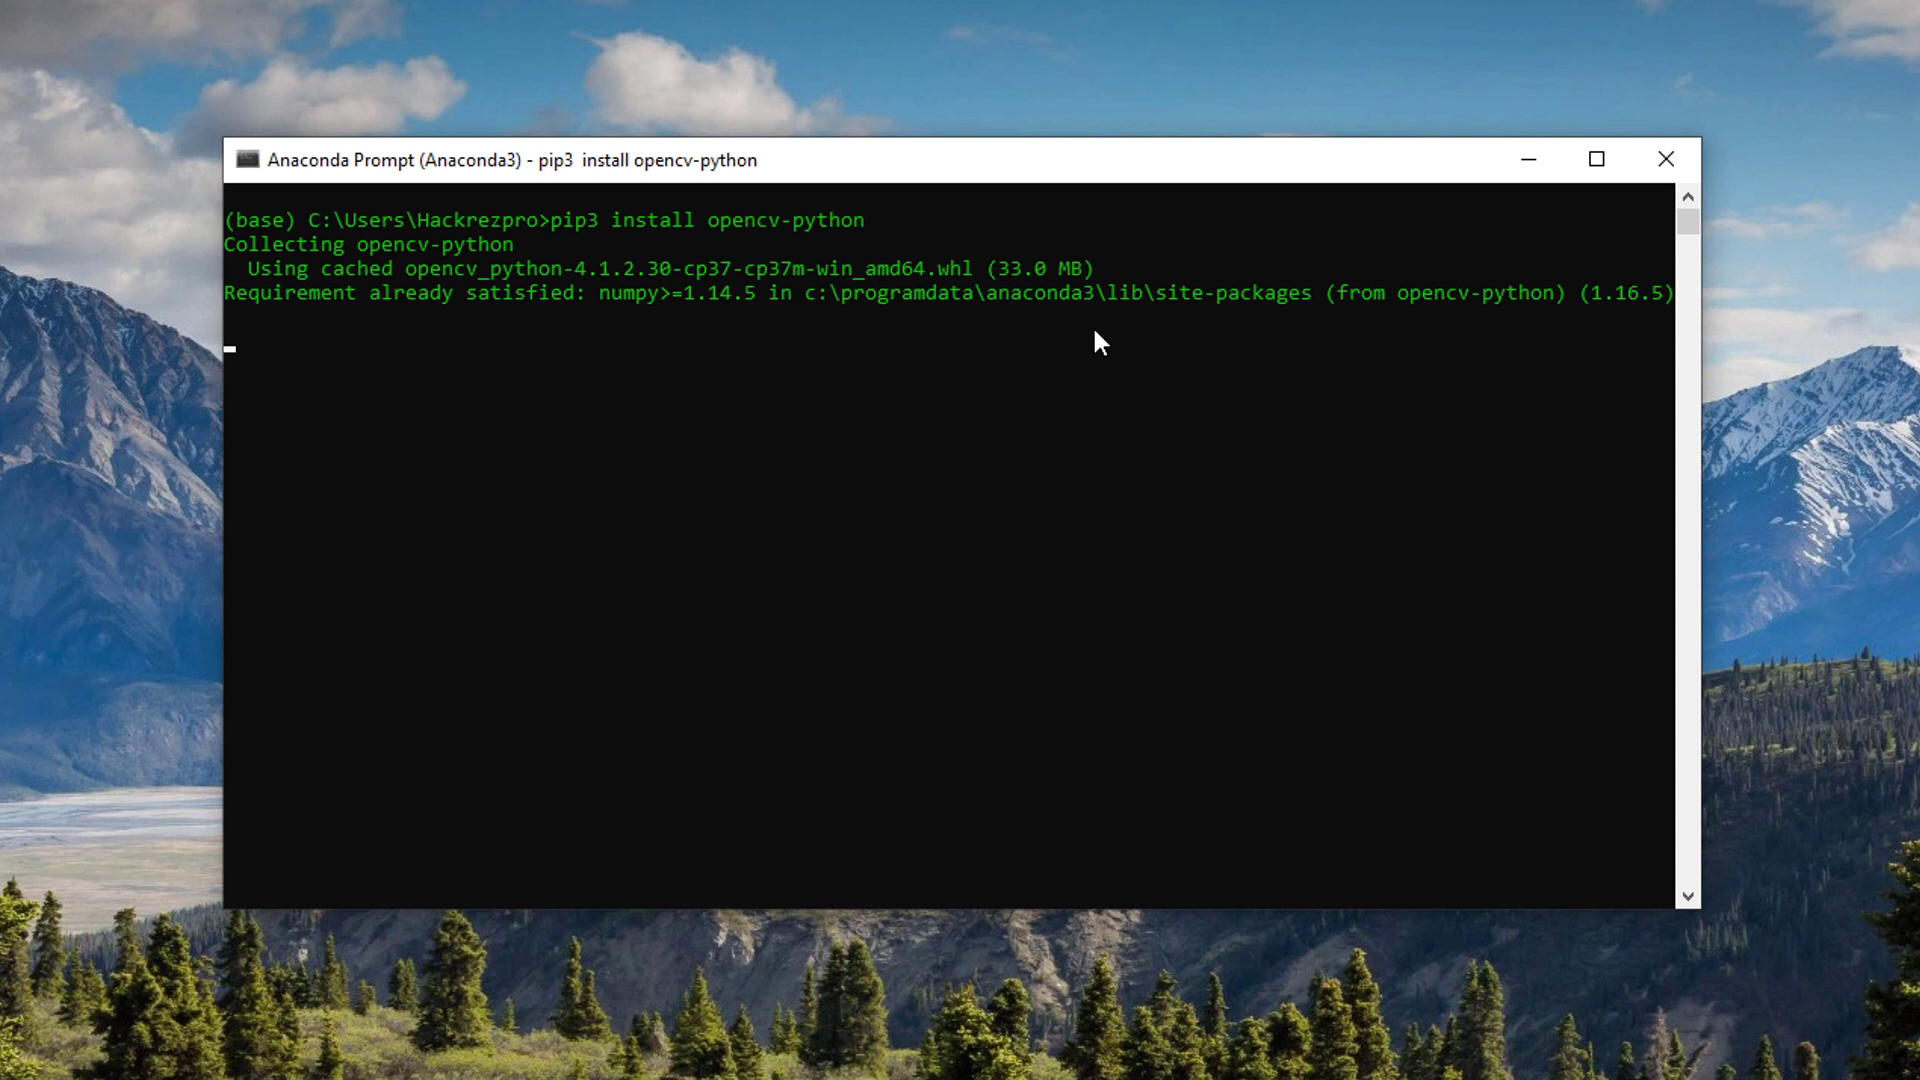 Anaconda Prompt (Anaconda3) - pip3  install opencv-python
(base) C:\Users\Hackrezpro>pip3 install opencv-python
Collecting opencv-python
  Using cached opencv_python-4.1.2.30-cp37-cp37m-win_amd64.whl (33.0 MB)
Requirement already satisfied: numpy>=1.14.5 in c:\programdata\anaconda3\lib\site-packages (from opencv-python) (1.16.5)